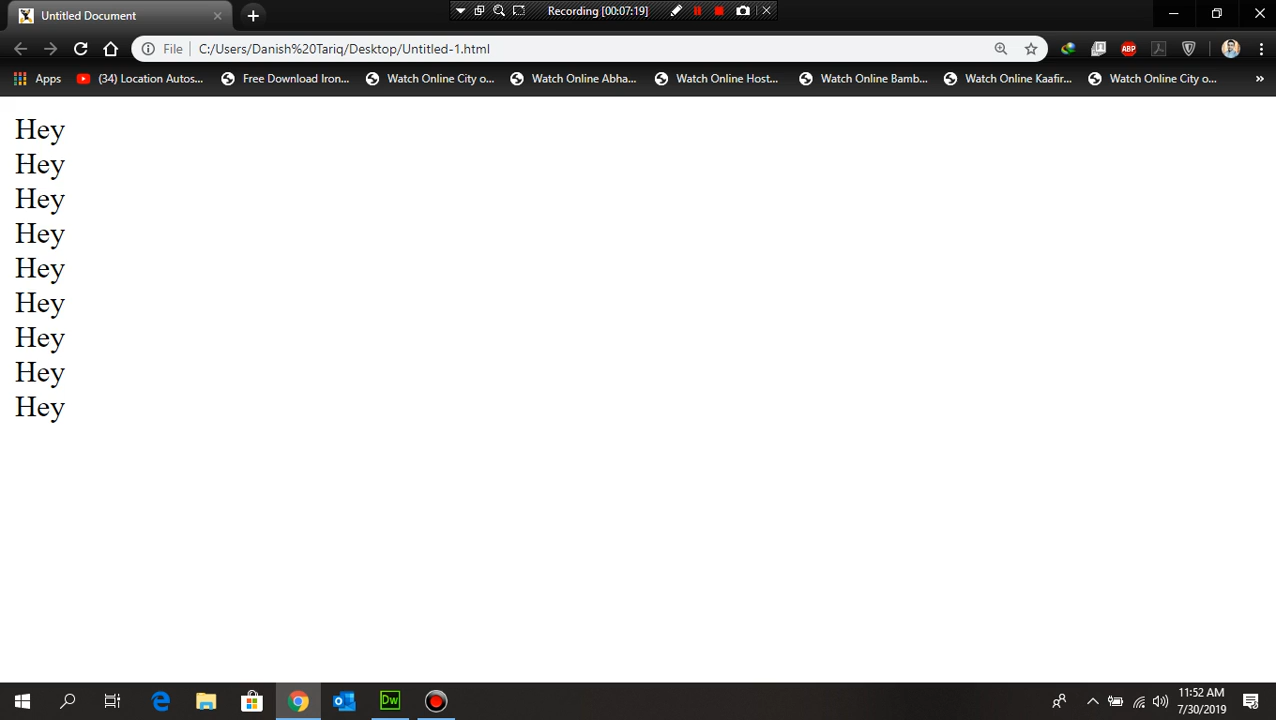 Untitled Document
Recording [00:07:19]
File
C:/Users/Danish%20Tariq/Desktop/Untitled-1.html
ABP
Apps
(34) Location Autos...
Free Download Iron...
Watch Online City o...
Watch Online Abha...
Watch Online Host...
Watch Online Bamb...
Watch Online Kaafir...
Watch Online City o...
Hey
Hey
Hey
Hey
Hey
Hey
Hey
Hey
Hey
Dw
11:52 AM
7/30/2019